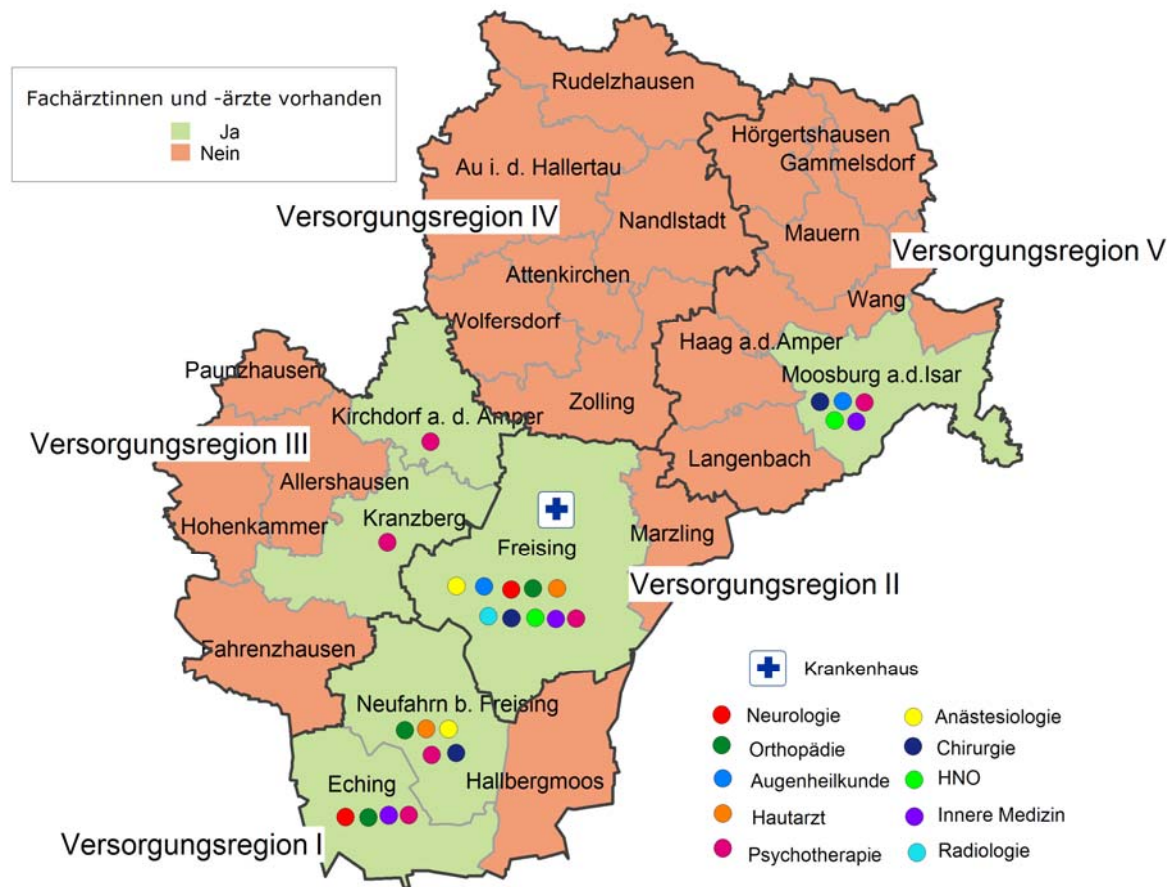 Fachärztinnen und -ärzte vorhanden
Ja
Nein
Rudelzhausen
Hörgertshausen
Gammelsdorf
Au i. d. Hallertau
Versorgungsregion IV
Nandlstadt
Mauern
Versorgungsregion V
Attenkirchen
Wang
Wolfersdorf
Haag a.d.Amper
Moosburg a.d.Isar
Paunzhausen
Zolling
Kirchdorf a. d. Amper
Versorgungsregion III
Langenbach
Allershausen
Kranzberg
Hohenkammer
Marzling
Freising
Versorgungsregion II
Fahrenzhausen
Krankenhaus
Neufahrn b. Freising
Neurologie
Anästesiologie
Orthopädie
Chirurgie
Eching
Hallbergmoos
Augenheilkunde
HNO
Hautarzt
Innere Medizin
Versorgungsregion I
Psychotherapie
Radiologie